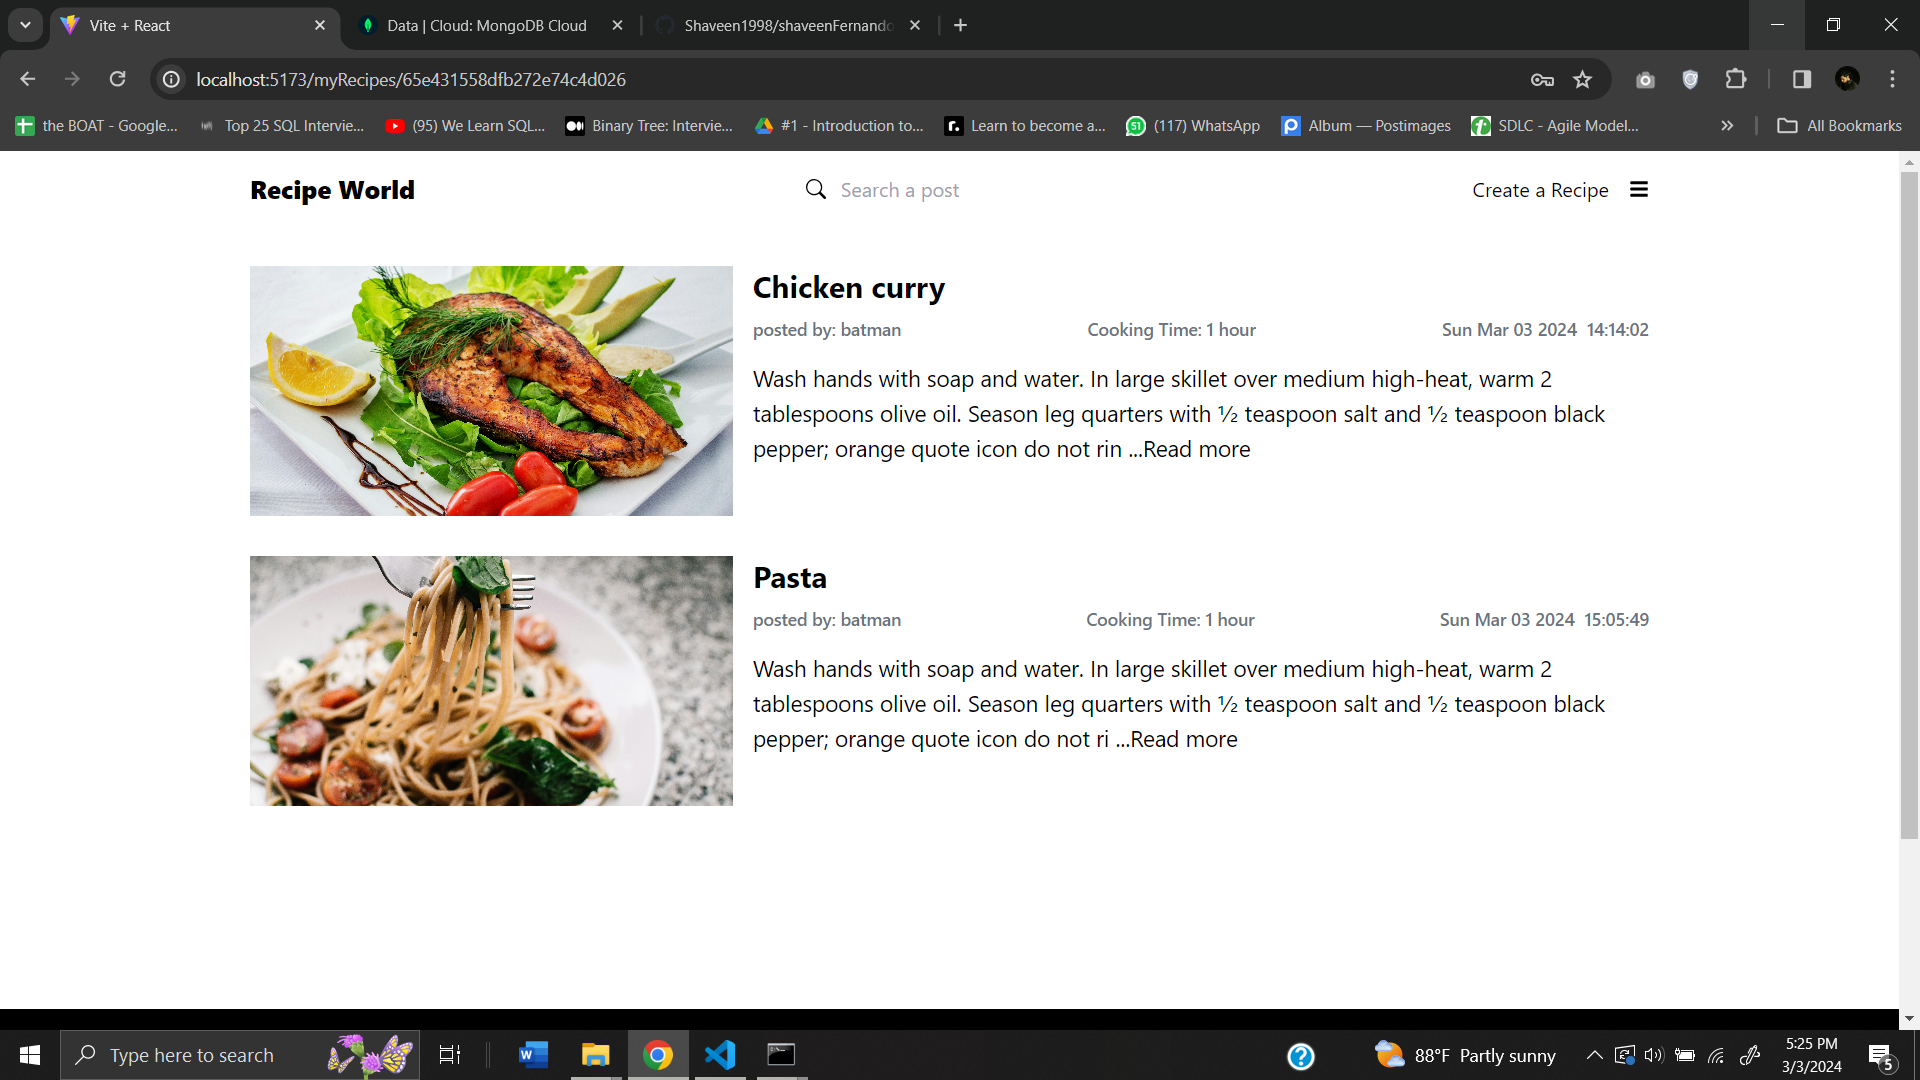 Vite + React
Data | Cloud: MongoDB Cloud
Shaveen1998/shaveenFernando
localhost:5173/myRecipes/65e431558dfb272e74c4d026
the BOAT - Google...
Top 25 SQL Intervie...
(95) We Learn SQL...
Binary Tree: Intervie...
#1 - Introduction to...
Learn to become a...
(117) WhatsApp
Album — Postimages
SDLC - Agile Model...
All Bookmarks
Recipe World
Search a post
Create a Recipe
Chicken curry
posted by: batman
Cooking Time: 1 hour
Sun Mar 03 2024 14:14:02
Wash hands with soap and water. In large skillet over medium high-heat, warm 2
tablespoons olive oil. Season leg quarters with ½ teaspoon salt and ½ teaspoon black
pepper; orange quote icon do not rin ...Read more
Pasta
posted by: batman
Cooking Time: 1 hour
Sun Mar 03 2024 15:05:49
Wash hands with soap and water. In large skillet over medium high-heat, warm 2
tablespoons olive oil. Season leg quarters with ½ teaspoon salt and ½ teaspoon black
pepper; orange quote icon do not ri ...Read more
Type here to search
88°F Partly sunny
5:25 PM
3/3/2024
5